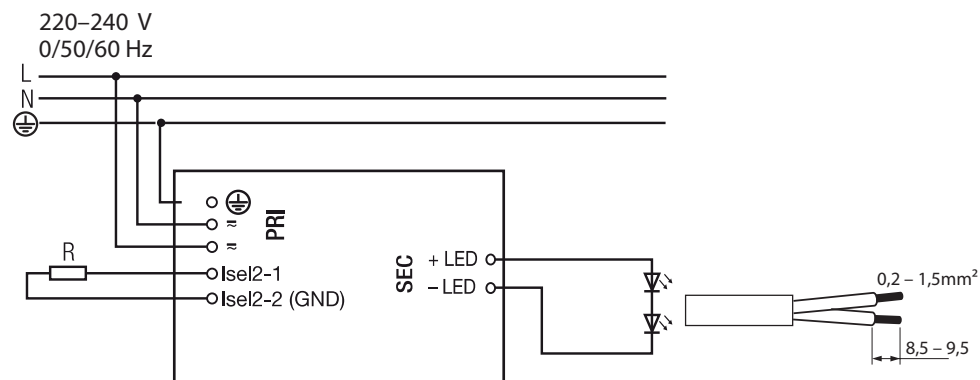 220–240 V
0/50/60 Hz
L
N
PRI
≂
≂
R
Isel2-1
Isel2-2 (GND)
SEC
+ LED
– LED
0,2 – 1,5mm²
8,5 – 9,5